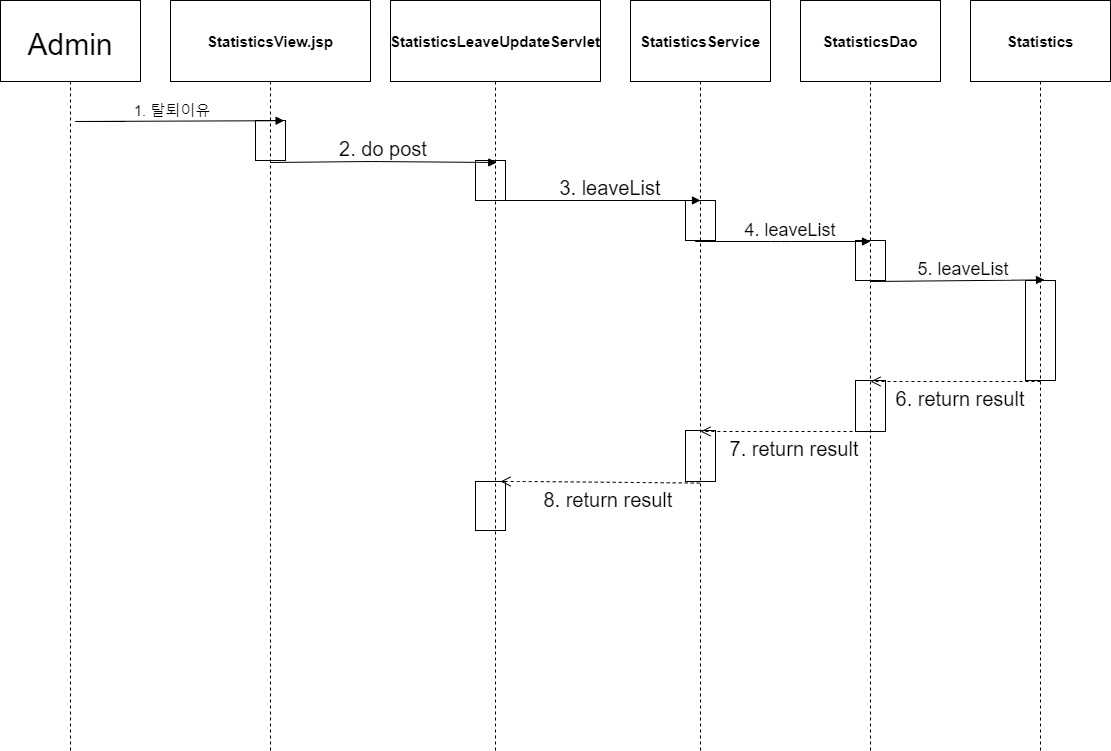 Admin
StatisticsView.jsp
StatisticsLeaveUpdateServlet
StatisticsService
StatisticsDao
Statistics
1. 탈퇴이유
2. do post
3. leaveList
4. leaveList
5. leaveList
6. return result
7. return result
8. return result